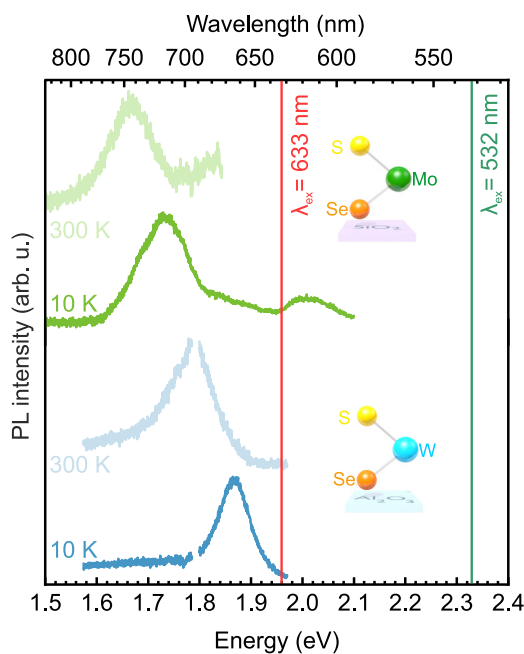 Wavelength (nm)
800 750 700 650 600 550
PL intensity (arb. u.)
λex = 633 nm
λex = 532 nm
S
Mo
Se
SiO2
300 K
10 K
S
W
Se
Al2O3
300 K
10 K
1.5 1.6 1.7 1.8 1.9 2.0 2.1 2.2 2.3 2.4
Energy (eV)